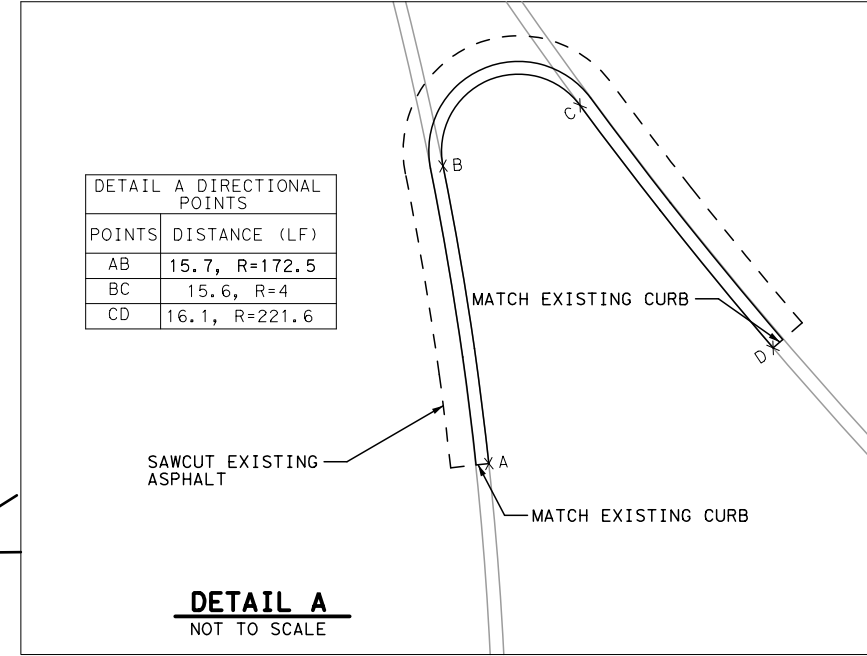 DETAIL A DIRECTIONAL
POINTS
POINTS DISTANCE (LF)
AB 15.7, R=172.5
BC 15.6, R=4
CD 16.1, R=221.6
C
B
MATCH EXISTING CURB
D
SAWCUT EXISTING
ASPHALT
A
MATCH EXISTING CURB
DETAIL A
NOT TO SCALE